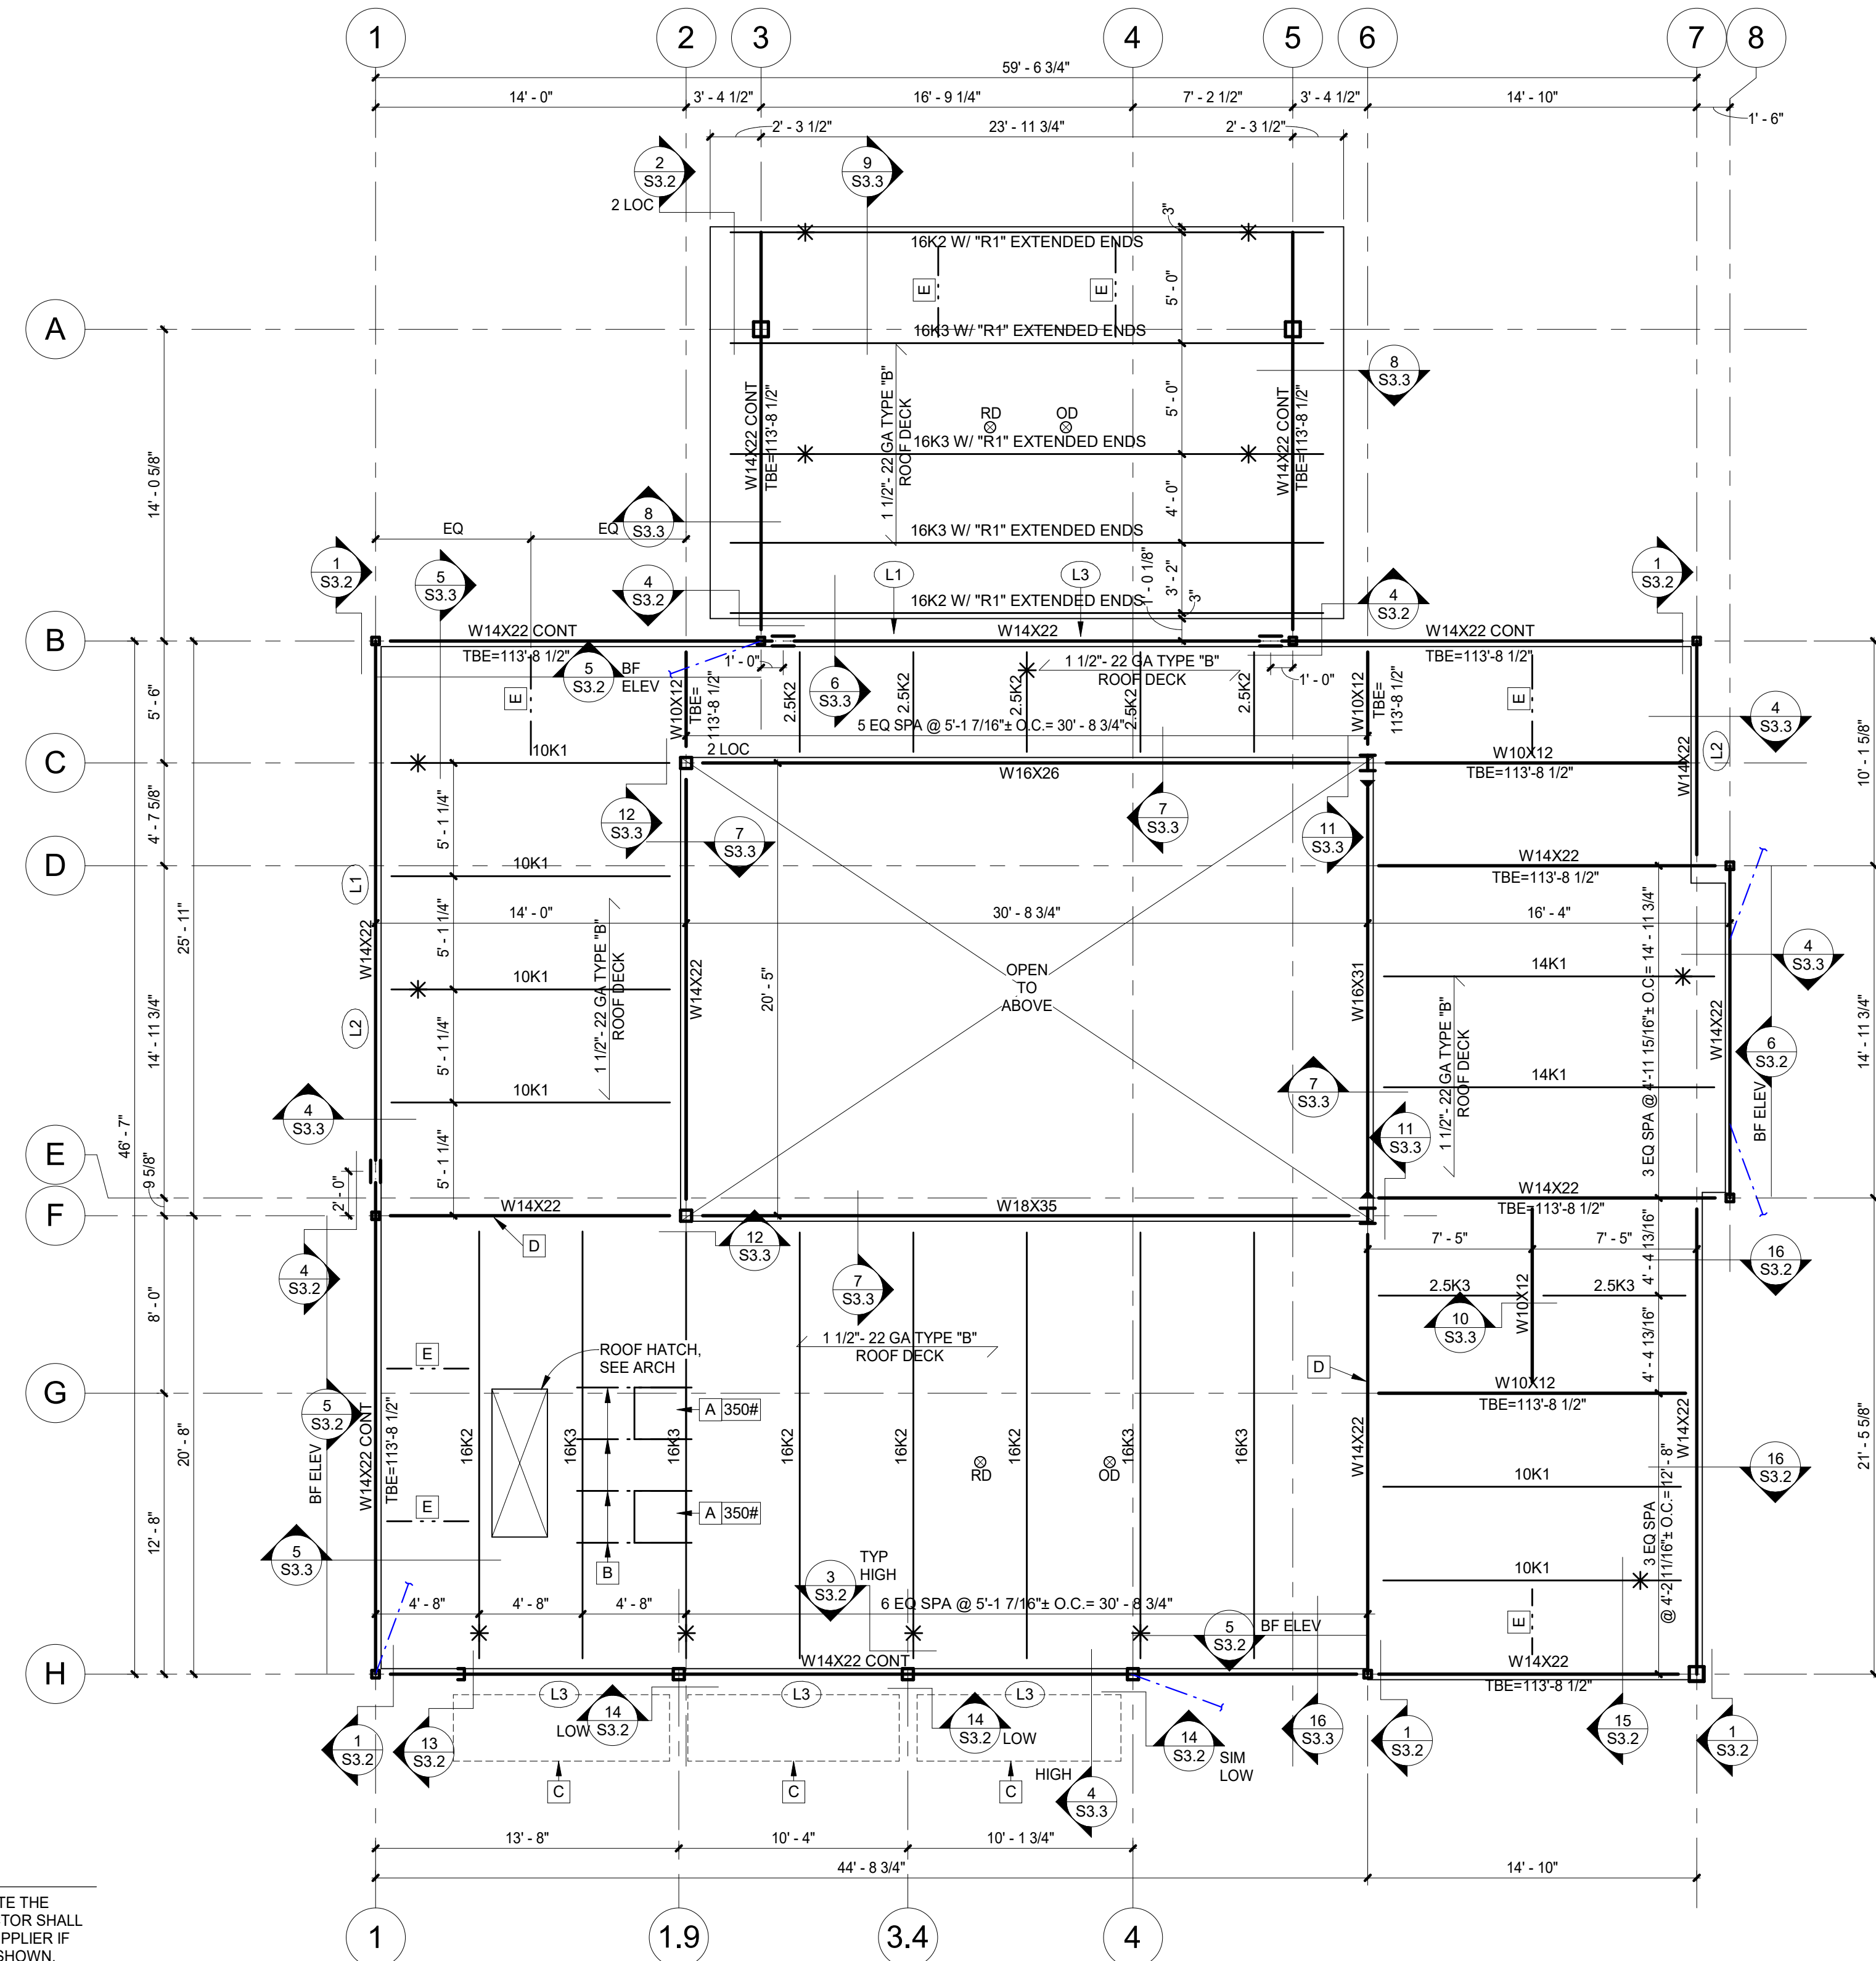 1
2
3
4
5
6
7
8
59' - 6 3/4"
14' - 0"
3' - 4 1/2"
16' - 9 1/4"
7' - 2 1/2"
3' - 4 1/2"
14' - 10"
1' - 6"
2' - 3 1/2"
23' - 11 3/4"
2' - 3 1/2"
2
S3.2
2 LOC
9
S3.3
3"
16K2 W/ "R1" EXTENDED ENDS
E
E
5' - 0"
A
16K3 W/ "R1" EXTENDED ENDS
8
S3.3
W14X22 CONT
TBE=113'-8 1/2"
1 1/2"- 22 GA TYPE "B"
ROOF DECK
RD
OD
5' - 0"
W14X22 CONT
TBE=113'-8 1/2"
16K3 W/ "R1" EXTENDED ENDS
14' - 0 5/8"
4' - 0"
8
S3.3
EQ
EQ
16K3 W/ "R1" EXTENDED ENDS
1
S3.2
5
S3.3
4
S3.2
L1
L3
1' - 0 1/8"
3' - 2"
3"
16K2 W/ "R1" EXTENDED ENDS
4
S3.2
1
S3.2
B
W14X22 CONT
TBE=113'-8 1/2"
W14X22
W14X22 CONT
TBE=113'-8 1/2"
5
S3.2
BF
ELEV
1' - 0"
6
S3.3
1 1/2"- 22 GA TYPE "B"
ROOF DECK
1' - 0"
5' - 6"
E
W10X12
TBE=
113'-8 1/2"
2.5K2
2.5K2
2.5K2
2.5K2
2.5K2
W10X12
TBE=
113'-8 1/2"
E
4
S3.3
5 EQ SPA @ 5'-1 7/16"± O.C.= 30' - 8 3/4"
10K1
2 LOC
C
W16X26
W10X12
TBE=113'-8 1/2"
W14X22
L2
10' - 1 5/8"
4' - 7 5/8"
5' - 1 1/4"
12
S3.3
7
S3.3
7
S3.3
11
S3.3
D
10K1
W14X22
TBE=113'-8 1/2"
L1
14' - 0"
30' - 8 3/4"
16' - 4"
25' - 11"
W14X22
5' - 1 1/4"
1 1/2"- 22 GA TYPE "B"
ROOF DECK
W14X22
20' - 5"
OPEN
TO
ABOVE
W16X31
14K1
3 EQ SPA @ 4'-11 15/16"± O.C.= 14' - 11 3/4"
4
S3.3
10K1
1 1/2"- 22 GA TYPE "B"
ROOF DECK
W14X22
14' - 11 3/4"
14' - 11 3/4"
L2
5' - 1 1/4"
6
S3.2
7
S3.3
14K1
10K1
BF ELEV
4
S3.3
46' - 7"
11
S3.3
E
9 5/8"
5' - 1 1/4"
2' - 0"
F
W14X22
W18X35
W14X22
TBE=113'-8 1/2"
D
12
S3.3
7' - 5"
7' - 5"
4' - 4 13/16"
4
S3.2
7
S3.3
16
S3.2
8' - 0"
2.5K3
2.5K3
W10X12
10
S3.3
1 1/2"- 22 GA TYPE "B"
ROOF DECK
ROOF HATCH,
SEE ARCH
E
D
4' - 4 13/16"
G
W10X12
TBE=113'-8 1/2"
A 350#
5
S3.2
BF ELEV
W14X22 CONT
TBE=113'-8 1/2"
16K2
16K3
16K3
16K2
16K2
16K2
16K3
16K3
W14X22
W14X22
20' - 8"
RD
OD
16
S3.2
21' - 5 5/8"
10K1
E
A 350#
12' - 8"
5
S3.3
B
TYP
HIGH
3
S3.2
10K1
3 EQ SPA
@ 4'-2 11/16"± O.C.= 12' - 8"
4' - 8"
4' - 8"
4' - 8"
6 EQ SPA @ 5'-1 7/16"± O.C.= 30' - 8 3/4"
E
5
S3.2
BF ELEV
H
W14X22 CONT
W14X22
TBE=113'-8 1/2"
L3
L3
L3
1
S3.2
13
S3.2
14
S3.2
LOW
14
S3.2
LOW
14
S3.2
SIM
LOW
16
S3.3
1
S3.2
15
S3.2
1
S3.2
C
C
C
HIGH
4
S3.3
13' - 8"
10' - 4"
10' - 1 3/4"
44' - 8 3/4"
14' - 10"
TE THE
CTOR SHALL
PPLIER IF
SHOWN.
1
1.9
3.4
4